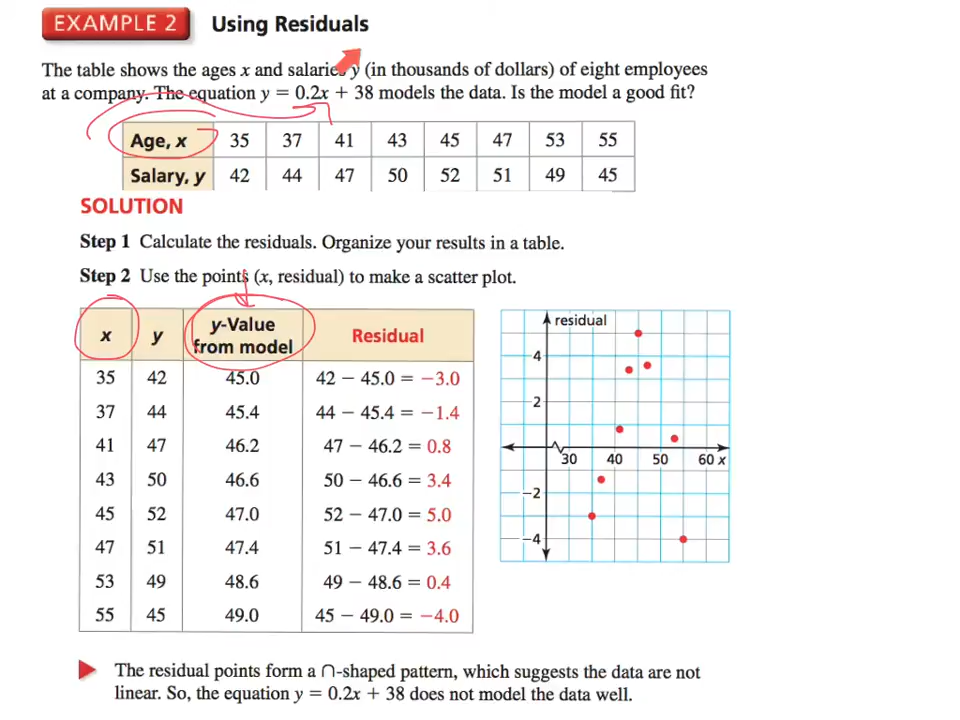 EXAMPLE 2 Using Residuals
The table shows the ages x and salaries y (in thousands of dollars) of eight employees
at a company. The equation y = 0.2x + 38 models the data. Is the model a good fit?
Age, x 35 37 41 43 45 47 53 55
Salary, y 42 44 47 50 52 51 49 45
SOLUTION
Step 1 Calculate the residuals. Organize your results in a table.
Step 2 Use the points (x, residual) to make a scatter plot.
x y y-Value from model Residual
35 42 45.0 42 − 45.0 = −3.0
37 44 45.4 44 − 45.4 = −1.4
41 47 46.2 47 − 46.2 = 0.8
43 50 46.6 50 − 46.6 = 3.4
45 52 47.0 52 − 47.0 = 5.0
47 51 47.4 51 − 47.4 = 3.6
53 49 48.6 49 − 48.6 = 0.4
55 45 49.0 45 − 49.0 = −4.0
residual
4
2
30 40 50 60 x
−2
−4
The residual points form a ∩-shaped pattern, which suggests the data are not
linear. So, the equation y = 0.2x + 38 does not model the data well.